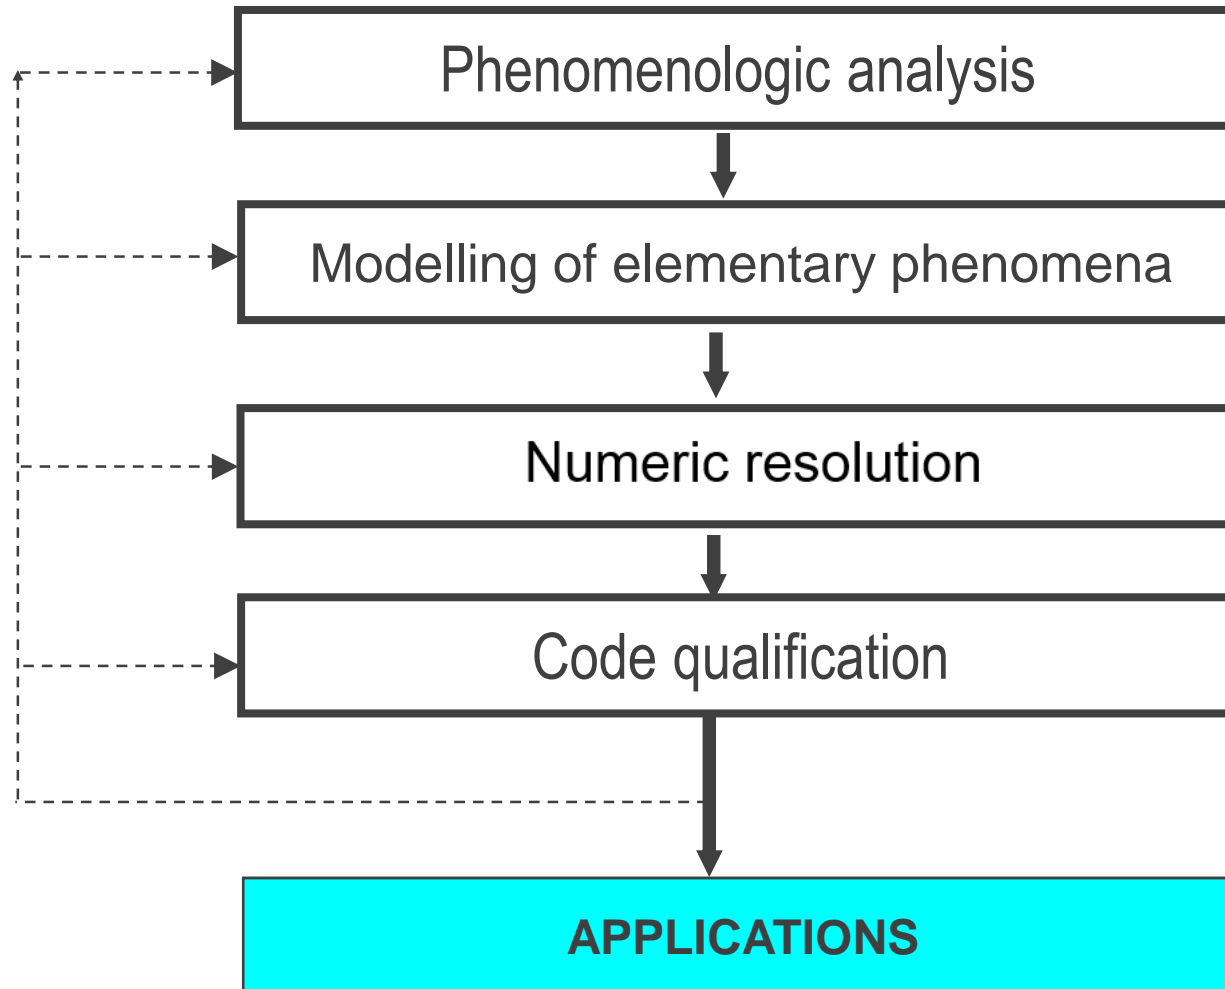 Phenomenologic analysis
Modelling of elementary phenomena
Numeric resolution
Code qualification
APPLICATIONS